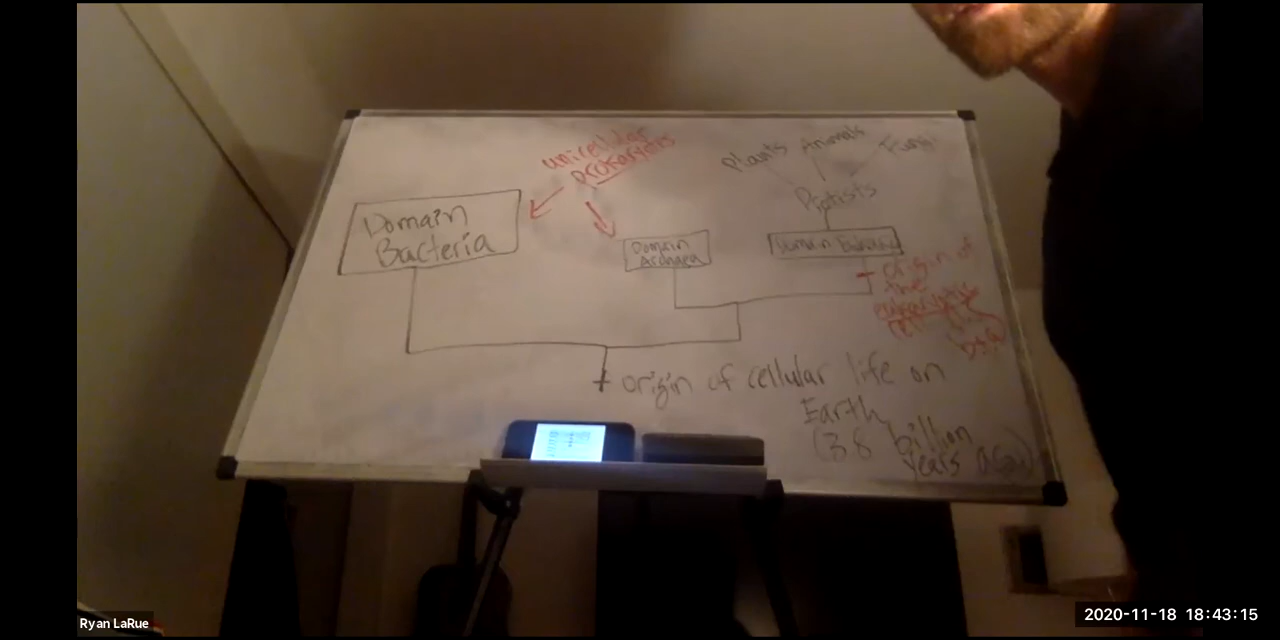 unicellular
prokaryotes
Plants Animals Fungi
Protists
Domain
Bacteria
Domain
Archaea
Domain
origin of
the
eukaryotic
origin of cellular life on
Earth
(3.8 billion
years ago)
Ryan LaRue
2020-11-18 18:43:15